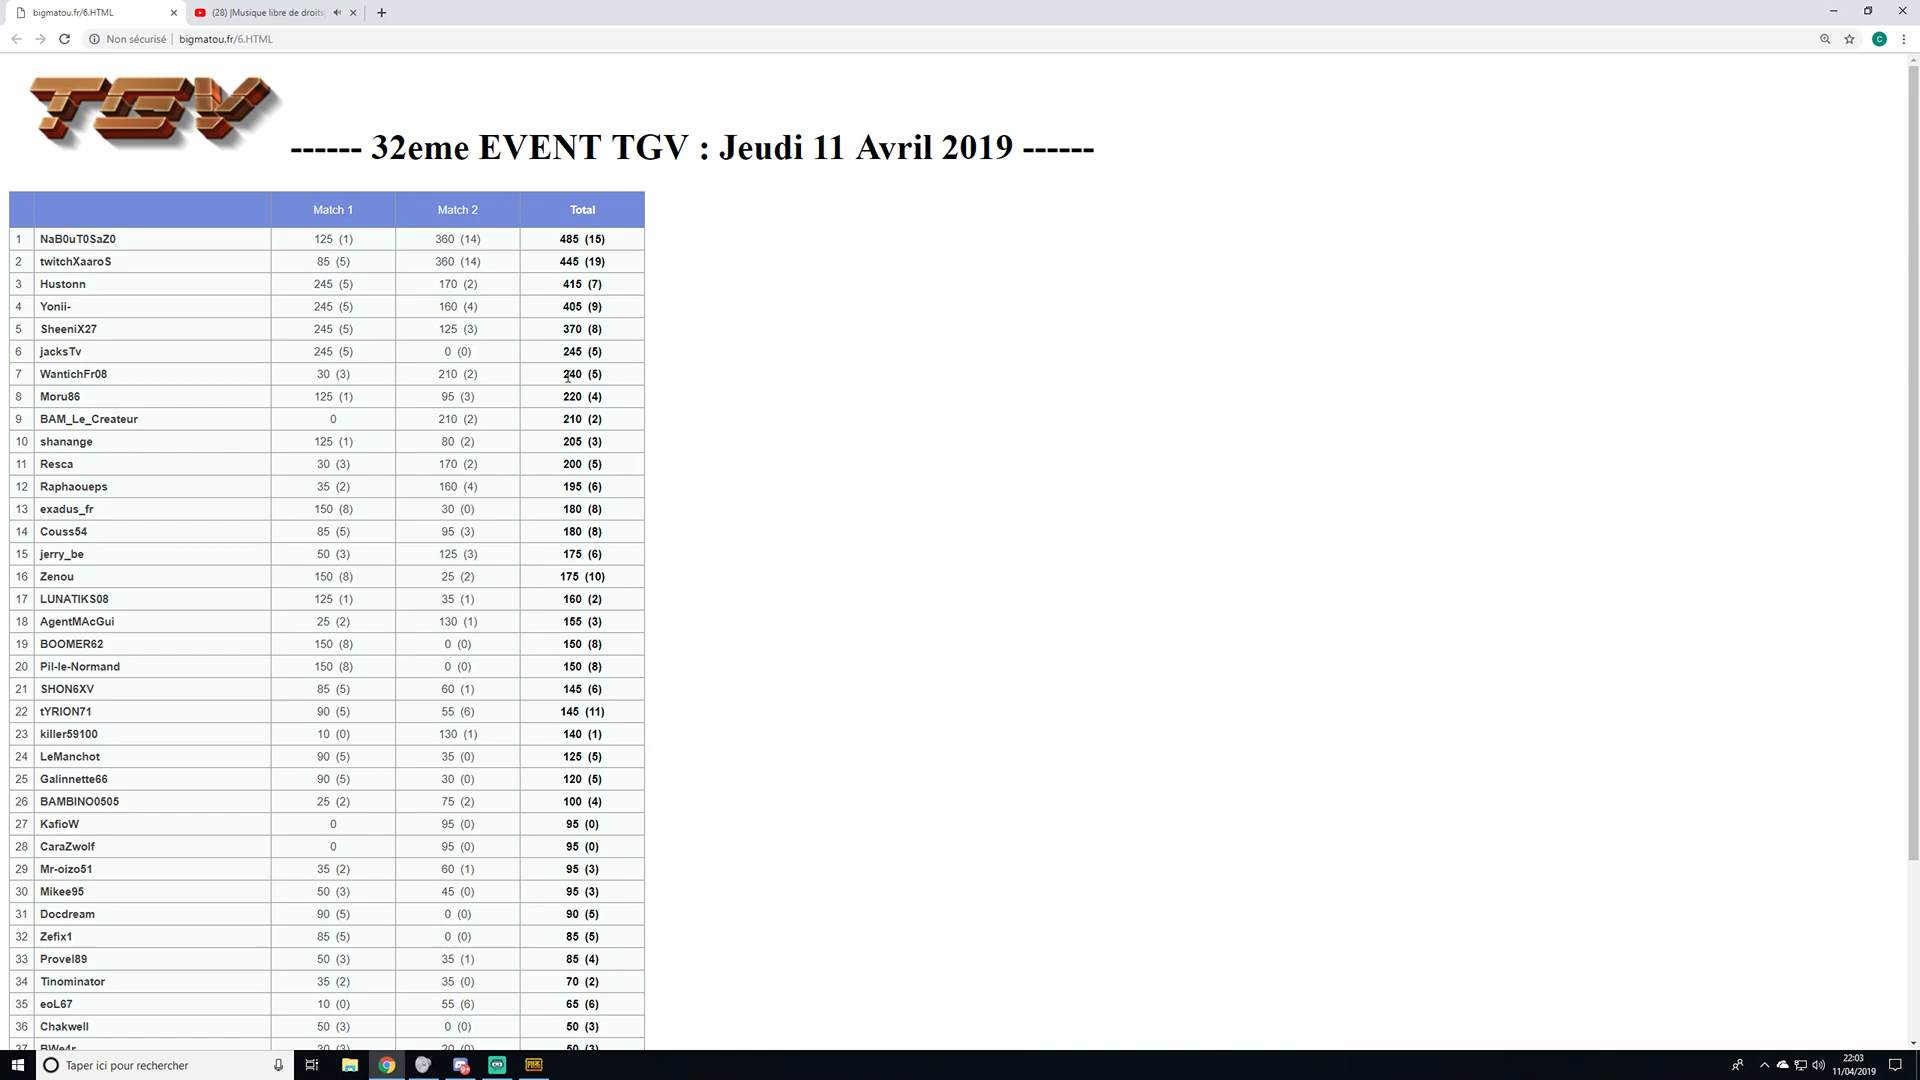 bigmatou.fr/6.HTML
(28) |Musique libre de droits
Non sécurisé
bigmatou.fr/6.HTML
C
TGV
------ 32eme EVENT TGV : Jeudi 11 Avril 2019 ------
Match 1 Match 2 Total
1 NaB0uT0SaZ0 125 (1) 360 (14) 485 (15)
2 twitchXaaroS 85 (5) 360 (14) 445 (19)
3 Hustonn 245 (5) 170 (2) 415 (7)
4 Yonii- 245 (5) 160 (4) 405 (9)
5 SheeniX27 245 (5) 125 (3) 370 (8)
6 jacksTv 245 (5) 0 (0) 245 (5)
7 WantichFr08 30 (3) 210 (2) 240 (5)
8 Moru86 125 (1) 95 (3) 220 (4)
9 BAM_Le_Createur 0 210 (2) 210 (2)
10 shanange 125 (1) 80 (2) 205 (3)
11 Resca 30 (3) 170 (2) 200 (5)
12 Raphaoueps 35 (2) 160 (4) 195 (6)
13 exadus_fr 150 (8) 30 (0) 180 (8)
14 Couss54 85 (5) 95 (3) 180 (8)
15 jerry_be 50 (3) 125 (3) 175 (6)
16 Zenou 150 (8) 25 (2) 175 (10)
17 LUNATIKS08 125 (1) 35 (1) 160 (2)
18 AgentMAcGui 25 (2) 130 (1) 155 (3)
19 BOOMER62 150 (8) 0 (0) 150 (8)
20 Pil-le-Normand 150 (8) 0 (0) 150 (8)
21 SHON6XV 85 (5) 60 (1) 145 (6)
22 tYRION71 90 (5) 55 (6) 145 (11)
23 killer59100 10 (0) 130 (1) 140 (1)
24 LeManchot 90 (5) 35 (0) 125 (5)
25 Galinnette66 90 (5) 30 (0) 120 (5)
26 BAMBINO0505 25 (2) 75 (2) 100 (4)
27 KafioW 0 95 (0) 95 (0)
28 CaraZwolf 0 95 (0) 95 (0)
29 Mr-oizo51 35 (2) 60 (1) 95 (3)
30 Mikee95 50 (3) 45 (0) 95 (3)
31 Docdream 90 (5) 0 (0) 90 (5)
32 Zefix1 85 (5) 0 (0) 85 (5)
33 Provel89 50 (3) 35 (1) 85 (4)
34 Tinominator 35 (2) 35 (0) 70 (2)
35 eoL67 10 (0) 55 (6) 65 (6)
36 Chakwell 50 (3) 0 (0) 50 (3)
37 BWe4r 30 (3) 20 (0) 50 (3)
Taper ici pour rechercher
22:03
11/04/2019